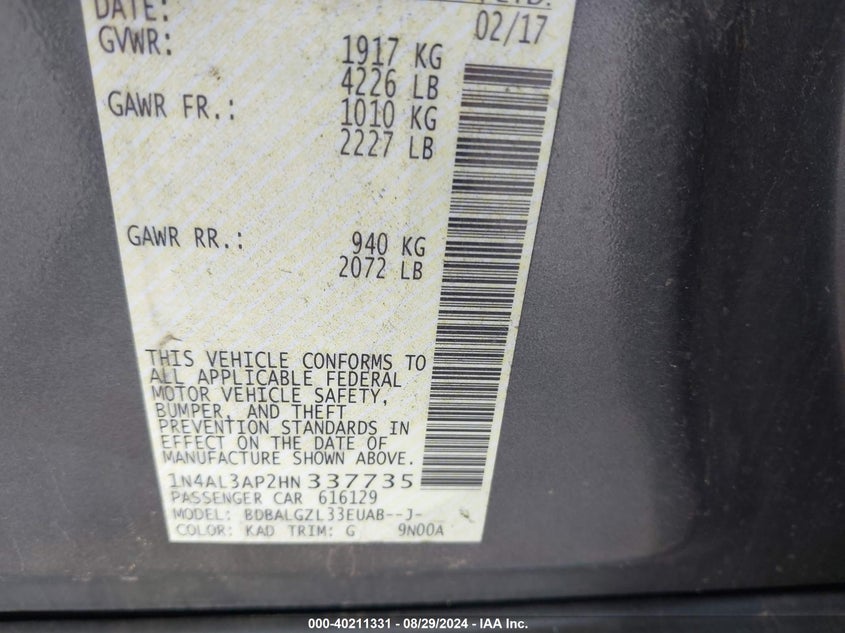 DATE:
02/17
GVWR:
1917 KG
4226 LB
GAWR FR.:
1010 KG
2227 LB
GAWR RR.:
940 KG
2072 LB
THIS VEHICLE CONFORMS TO
ALL APPLICABLE FEDERAL
MOTOR VEHICLE SAFETY,
BUMPER, AND THEFT
PREVENTION STANDARDS IN
EFFECT ON THE DATE OF
MANUFACTURE SHOWN ABOVE.
1N4AL3AP2HN 337735
PASSENGER CAR 616129
MODEL: BDBALGZL33EUAB--J-
COLOR: KAD TRIM: G 9N00A
000-40211331 - 08/29/2024 - IAA Inc.